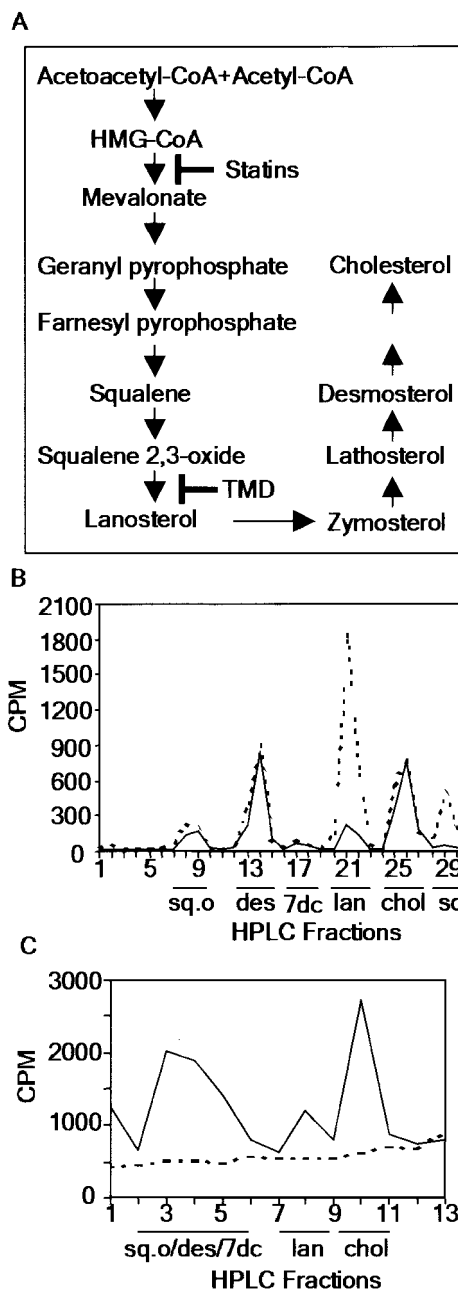 A
Acetoacetyl-CoA+Acetyl-CoA
HMG-CoA
Statins
Mevalonate
Geranyl pyrophosphate Cholesterol
Farnesyl pyrophosphate
Squalene Desmosterol
Squalene 2,3-oxide Lathosterol
TMD
Lanosterol Zymosterol
B
2100
1800
1500
1200
900
600
300
0
CPM
1 5 9 13 17 21 25 29
sq.o des 7dc lan chol sq
HPLC Fractions
C
3000
2000
1000
0
CPM
1 3 5 7 9 11 13
sq.o/des/7dc lan chol
HPLC Fractions